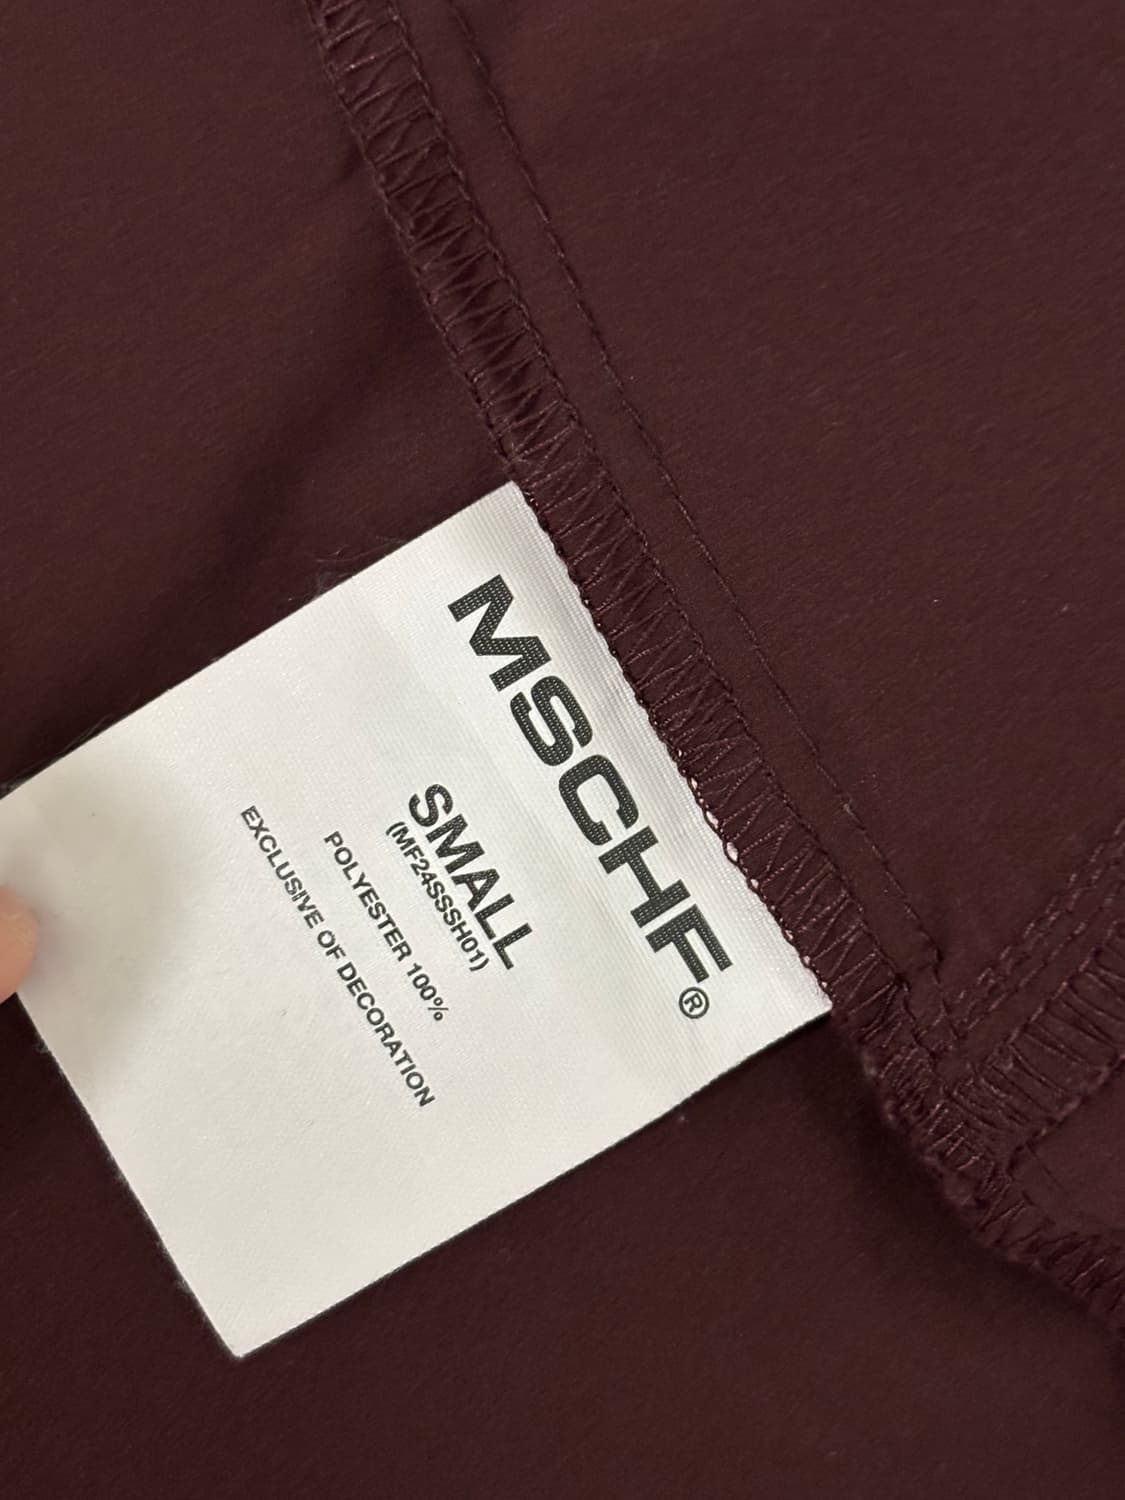 MSCHF®
SMALL
(MF24SSSH01)
POLYESTER 100%
EXCLUSIVE OF DECORATION